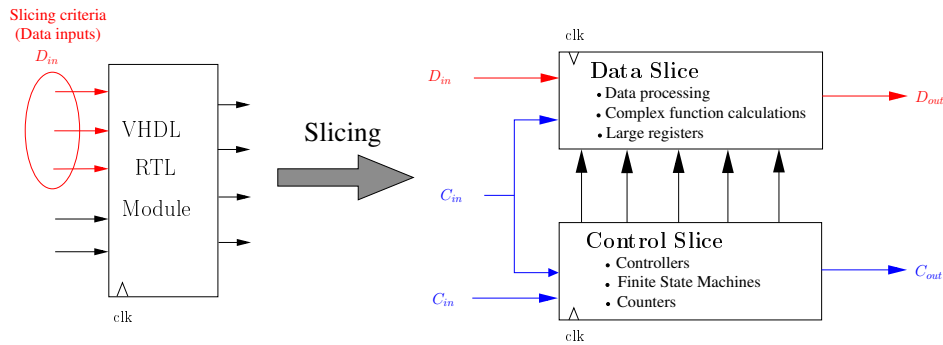 Slicing criteria
(Data inputs)
D_in
VHDL
RTL
Module
clk
Slicing
clk
D_in
Data Slice
• Data processing
• Complex function calculations
• Large registers
D_out
C_in
Control Slice
• Controllers
• Finite State Machines
• Counters
C_out
C_in
clk